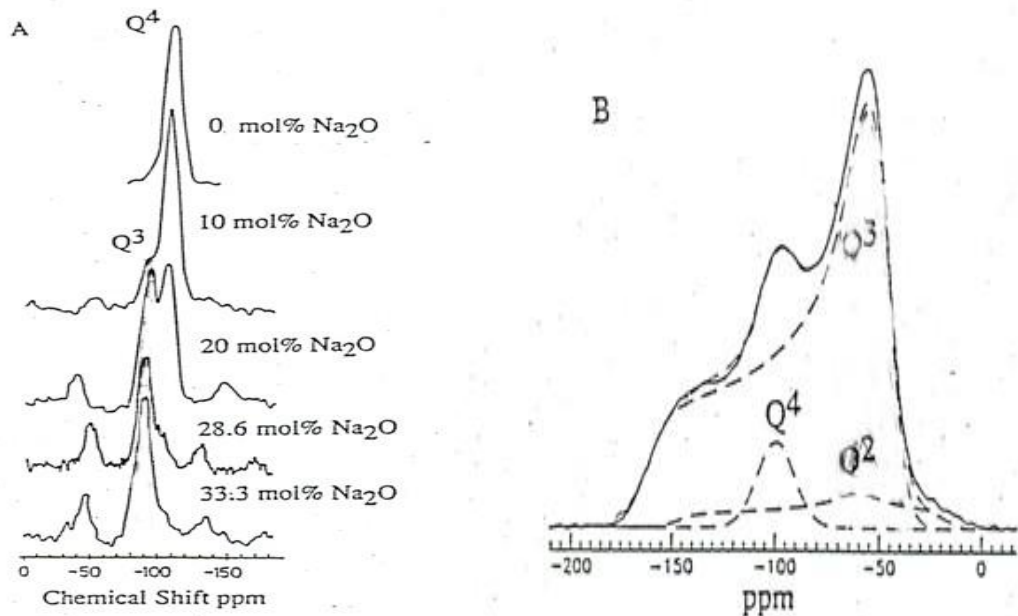 A
Q4
0 mol% Na2O
10 mol% Na2O
Q3
20 mol% Na2O
28.6 mol% Na2O
33.3 mol% Na2O
0 -50 -100 -150
Chemical Shift ppm
B
Q3
Q4
Q2
-200 -150 -100 -50 0
ppm